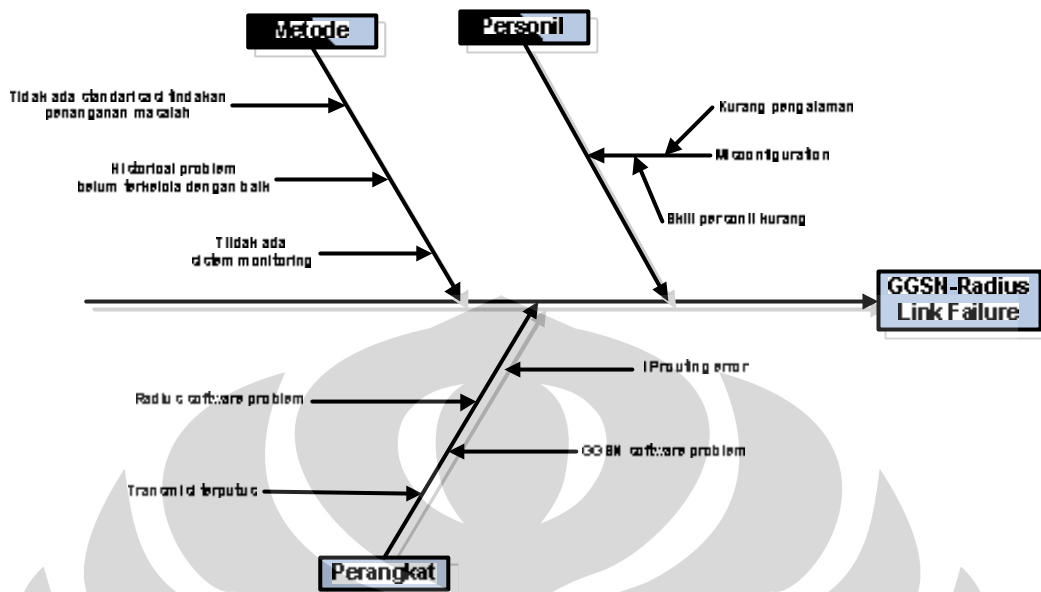 Metode
Personil
Tidak ada standarisasi tindakan
penanganan masalah
Kurang pengalaman
Misconfiguration
Historical problem
belum terkelola dengan baik
Skill personil kurang
Tiidak ada
sistem monitoring
GGSN-Radius
Link Failure
IP routing error
Radius software problem
GGSN software problem
Transmisi terputus
Perangkat